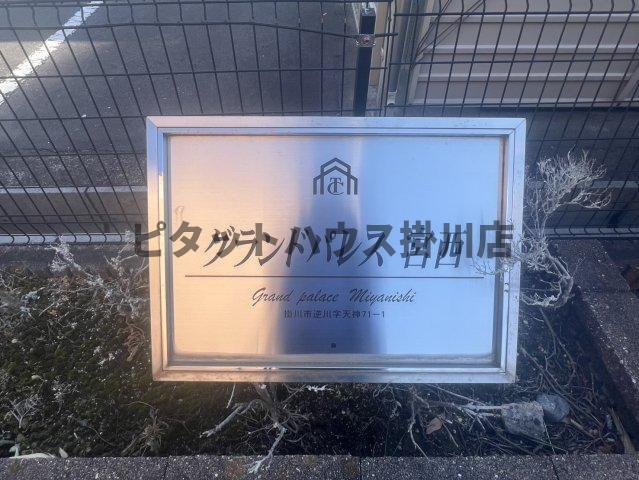 TC
グランドパレス 宮西
ピタットハウス掛川店
Grand palace Miyanishi
掛川市逆川字天神71-1